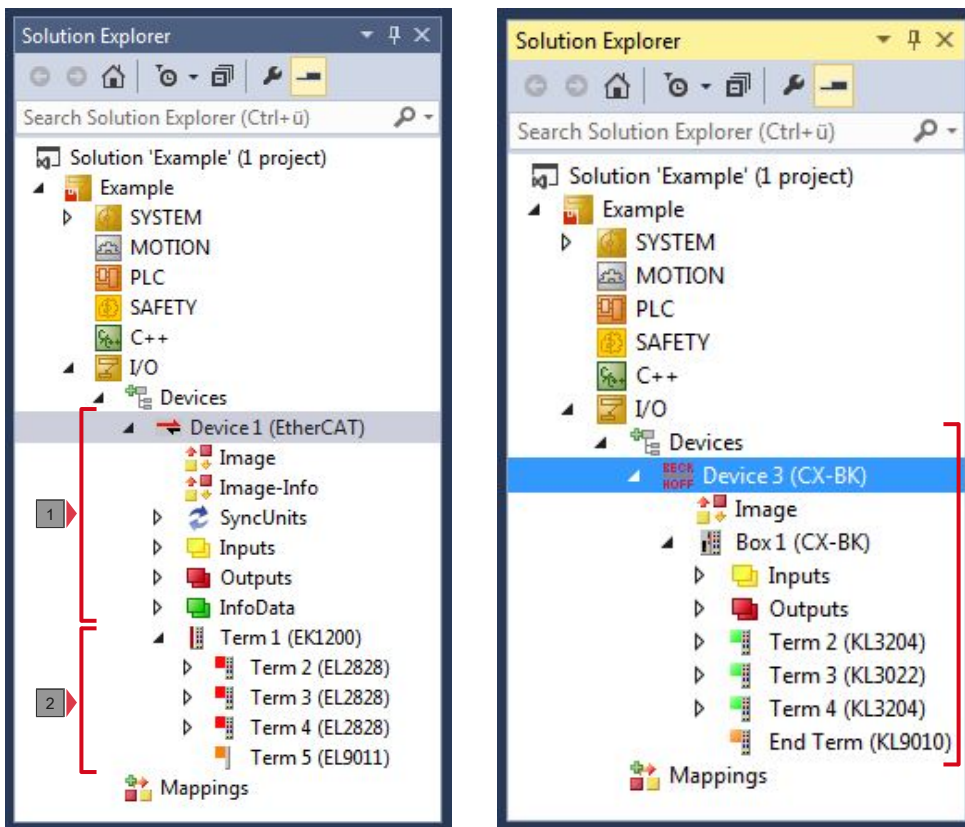 Solution Explorer
Search Solution Explorer (Ctrl+ü)
Solution 'Example' (1 project)
Example
SYSTEM
MOTION
PLC
SAFETY
C++
I/O
Devices
Device 1 (EtherCAT)
Image
Image-Info
1
SyncUnits
Inputs
Outputs
InfoData
Term 1 (EK1200)
Term 2 (EL2828)
2
Term 3 (EL2828)
Term 4 (EL2828)
Term 5 (EL9011)
Mappings
Solution Explorer
Search Solution Explorer (Ctrl+ü)
Solution 'Example' (1 project)
Example
SYSTEM
MOTION
PLC
SAFETY
C++
I/O
Devices
BECK
HOFF
Device 3 (CX-BK)
Image
Box 1 (CX-BK)
Inputs
Outputs
Term 2 (KL3204)
Term 3 (KL3022)
Term 4 (KL3204)
End Term (KL9010)
Mappings